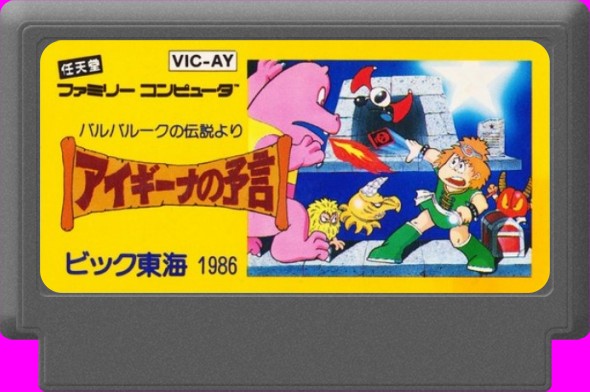 任天堂
VIC-AY
ファミリー コンピュータ™
バルバルークの伝説より
アイギーナの予言
ビック東海 1986